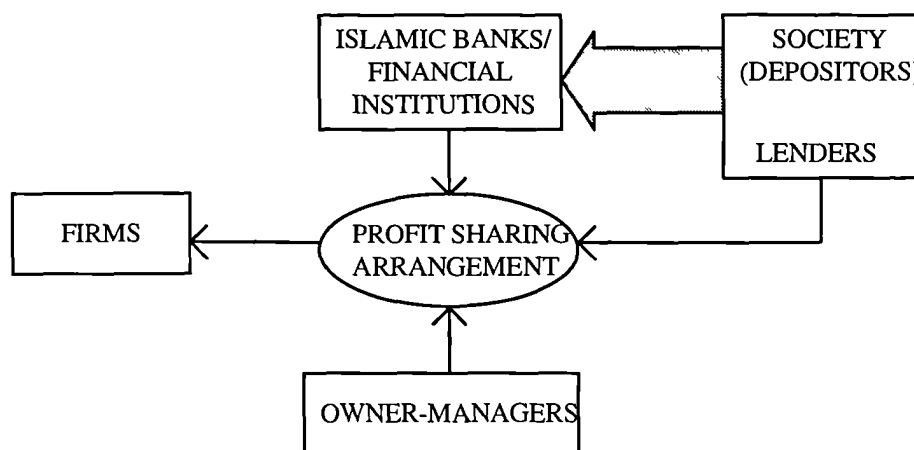 ISLAMIC BANKS/
FINANCIAL
INSTITUTIONS
SOCIETY
(DEPOSITORS)
LENDERS
FIRMS
PROFIT SHARING
ARRANGEMENT
OWNER-MANAGERS